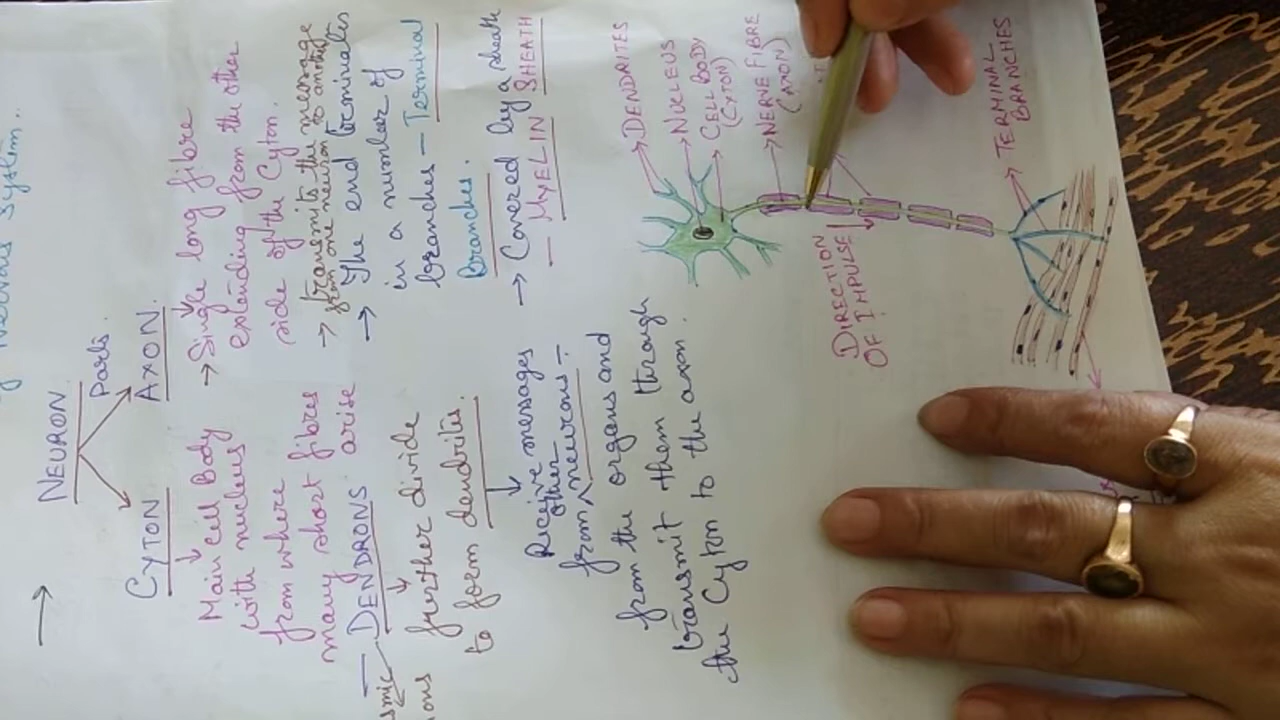 Nervous System..
→
NEURON
Parts.
CYTON
Main Cell Body
with nucleus
from where
many short fibres
— DENDRONS arise
further divide
to form dendrites.
Receive messages
other
from neurons -
from the organs and
transmit them through
the Cyton to the axon.
AXON
→ Single long fibre
extending from the other
side of the Cyton.
→ transmits the message
from one neuron to another
→ The end terminates
in a number of
branches - Terminal
Branches.
→ Covered by a sheath
— MYELIN SHEATH
DENDRITES
NUCLEUS
CELL BODY
(CYTON)
NERVE FIBRE
(AXON)
DIRECTION
OF IMPULSE
TERMINAL
BRANCHES